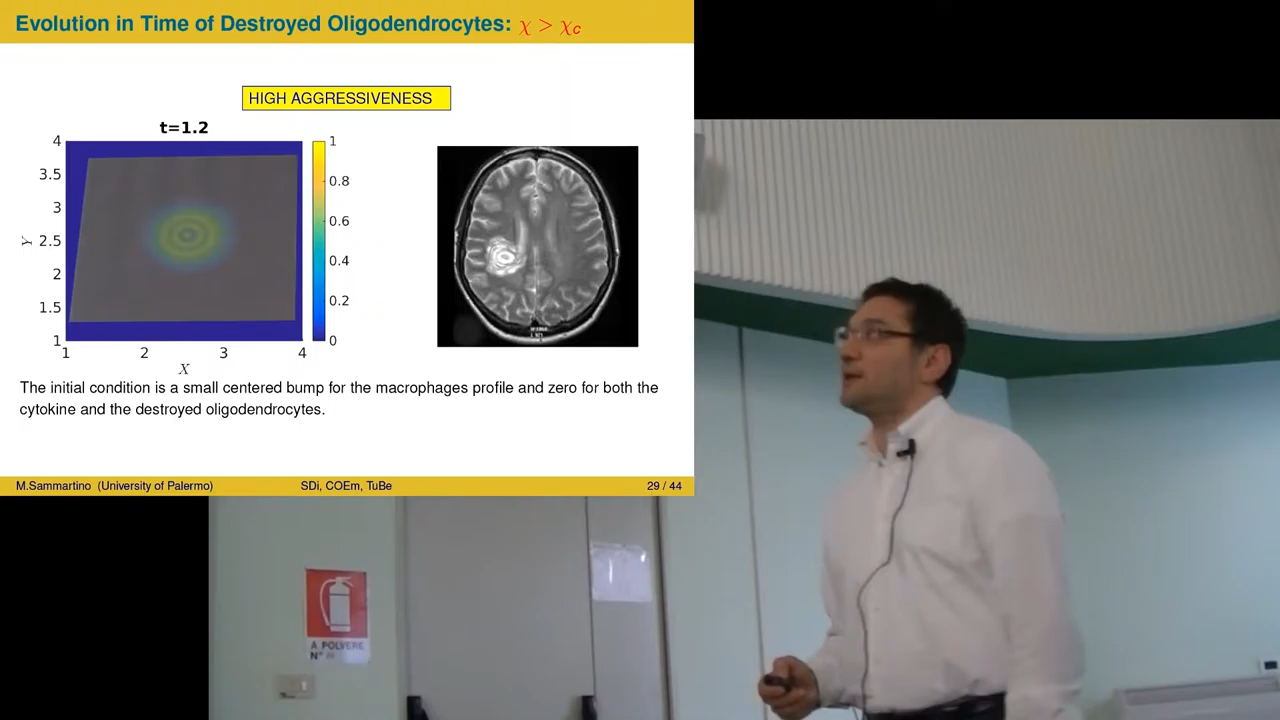 Evolution in Time of Destroyed Oligodendrocytes: χ > χc
HIGH AGGRESSIVENESS
t=1.2
4
3.5
3
2.5
2
1.5
1
Y
1 2 3 4
X
1
0.8
0.6
0.4
0.2
0
The initial condition is a small centered bump for the macrophages profile and zero for both the
cytokine and the destroyed oligodendrocytes.
M.Sammartino (University of Palermo) SDi, COEm, TuBe 29 / 44
A POLVERE
N°